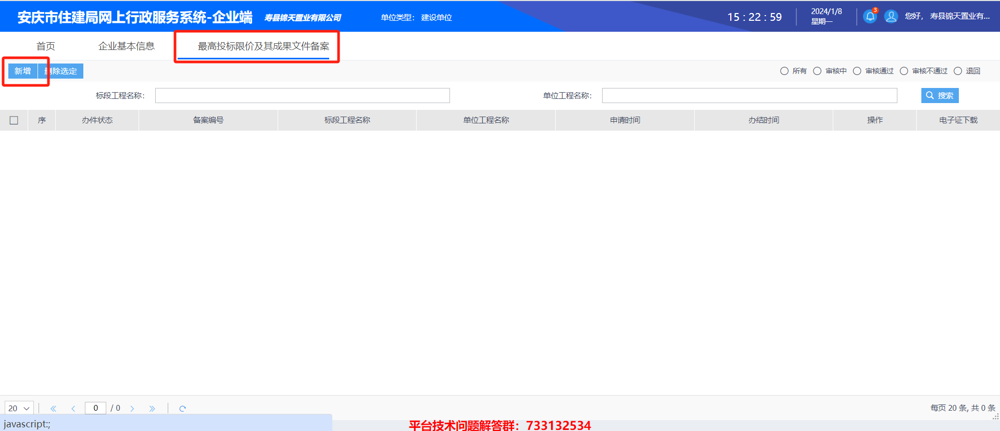 安庆市住建局网上行政服务系统-企业端 寿县锦天置业有限公司 单位类型： 建设单位 15 : 22 : 59 2024/1/8 星期一 3 您好， 寿县锦天置业有...
首页 企业基本信息 最高投标限价及其成果文件备案
新增 删除选定 所有 审核中 审核通过 审核不通过 退回
标段工程名称： 单位工程名称： 搜索
序 办件状态 备案编号 标段工程名称 单位工程名称 申请时间 办结时间 操作 电子证下载
20 0 / 0 每页 20 条, 共 0 条
javascript:;
平台技术问题解答群：733132534